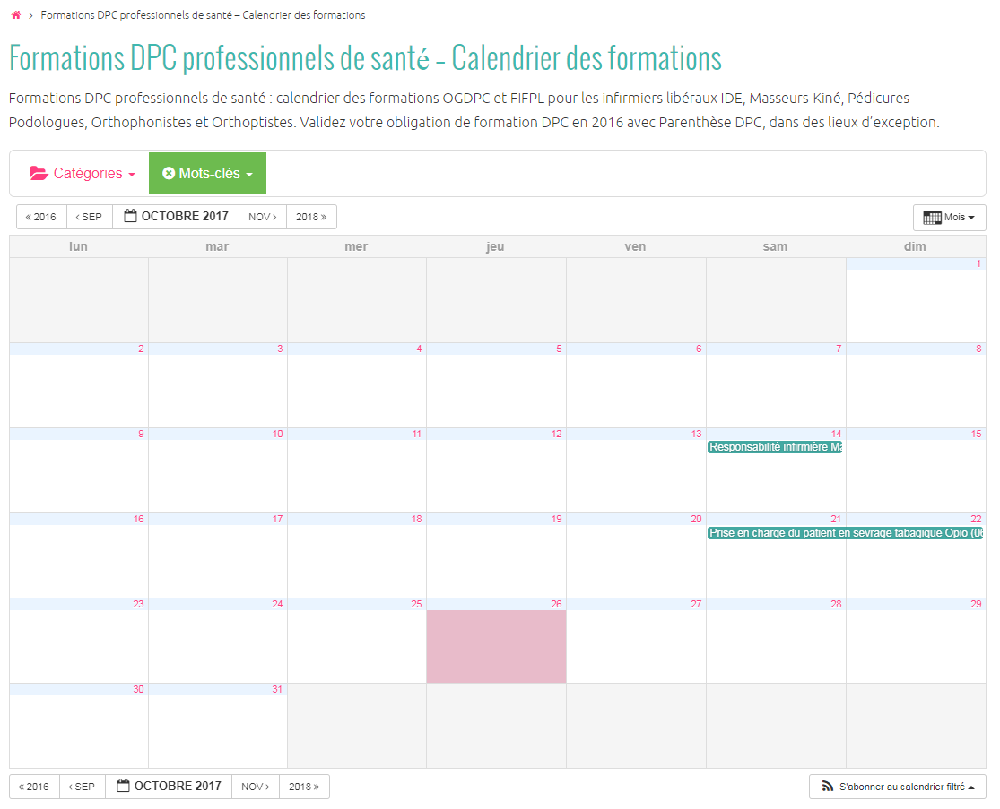 Formations DPC professionnels de santé – Calendrier des formations
Formations DPC professionnels de santé – Calendrier des formations
Formations DPC professionnels de santé : calendrier des formations OGDPC et FIFPL pour les infirmiers libéraux IDE, Masseurs-Kiné, Pédicures-
Podologues, Orthophonistes et Orthoptistes. Validez votre obligation de formation DPC en 2016 avec Parenthèse DPC, dans des lieux d’exception.
Catégories Mots-clés
« 2016 ‹ SEP OCTOBRE 2017 NOV › 2018 » Mois
lun mar mer jeu ven sam dim
1
2 3 4 5 6 7 8
9 10 11 12 13 14 15
Responsabilité infirmière Ma
16 17 18 19 20 21 22
Prise en charge du patient en sevrage tabagique Opio (06
23 24 25 26 27 28 29
30 31
« 2016 ‹ SEP OCTOBRE 2017 NOV › 2018 » S'abonner au calendrier filtré